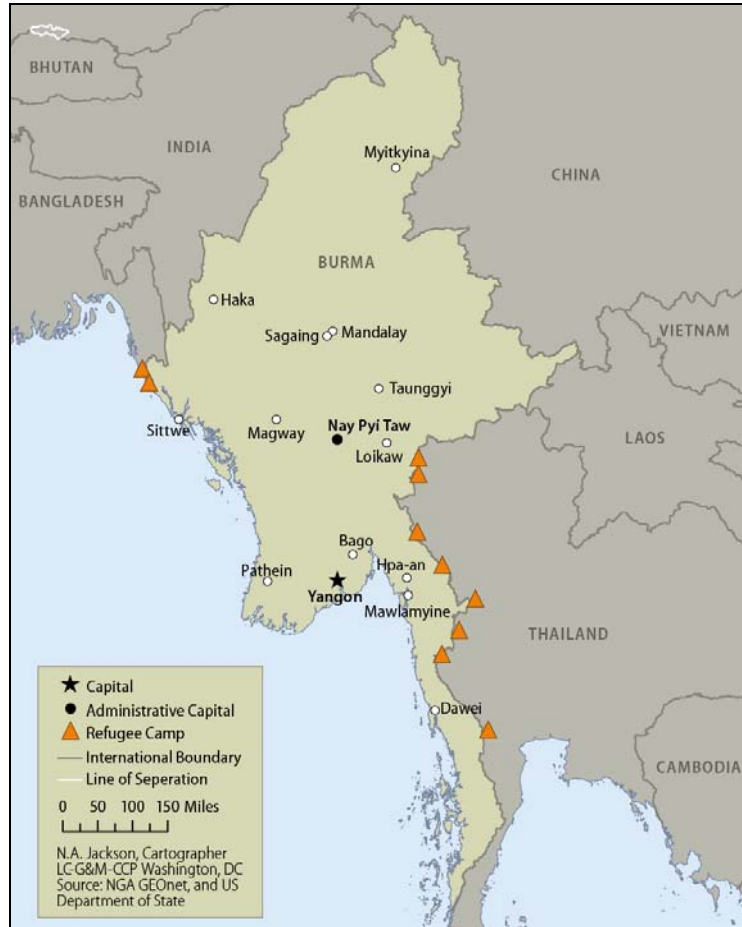 BHUTAN
INDIA
Myitkyina
CHINA
BANGLADESH
BURMA
Haka
Sagaing
Mandalay
VIETNAM
Taunggyi
Sittwe
Magway
Nay Pyi Taw
LAOS
Loikaw
Bago
Pathein
Hpa-an
Yangon
Mawlamyine
THAILAND
Dawei
CAMBODIA
Capital
Administrative Capital
Refugee Camp
International Boundary
Line of Seperation
0 50 100 150 Miles
N.A. Jackson, Cartographer
LC-G&M-CCP Washington, DC
Source: NGA GEOnet, and US
Department of State